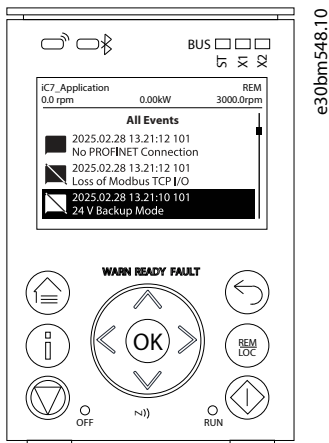 BUS
ST X1 X2
iC7_Application REM
0.0 rpm 0.00kW 3000.0rpm
All Events
2025.02.28 13.21:12 101
No PROFINET Connection
2025.02.28 13.21:12 101
Loss of Modbus TCP I/O
2025.02.28 13:21:10 101
24 V Backup Mode
WARN READY FAULT
OK
REM
LOC
OFF RUN
e30bm548.10